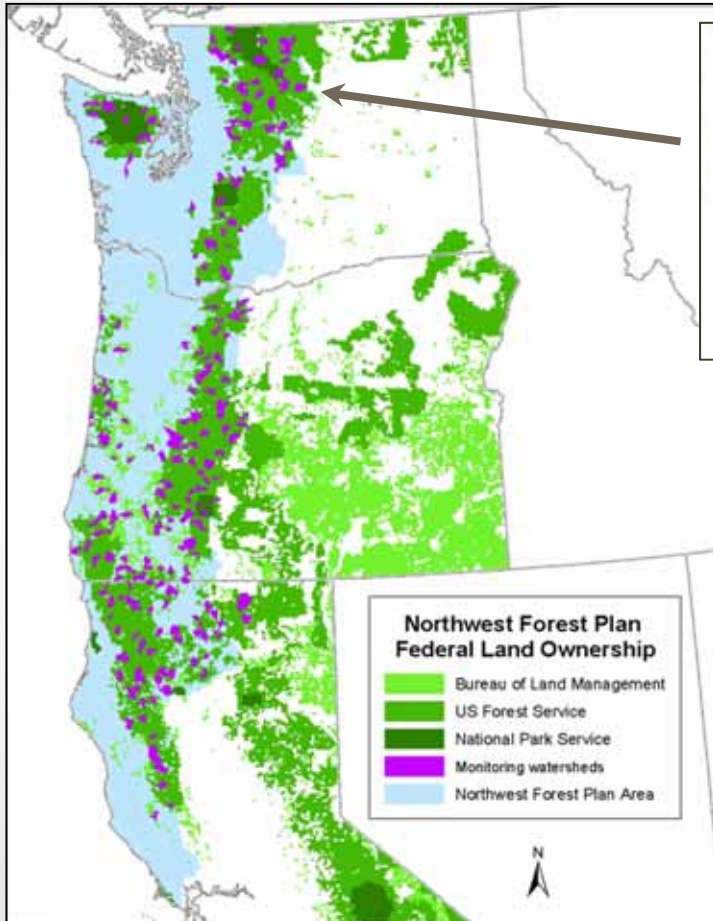 Northwest Forest Plan
Federal Land Ownership
Bureau of Land Management
US Forest Service
National Park Service
Monitoring watersheds
Northwest Forest Plan Area
N